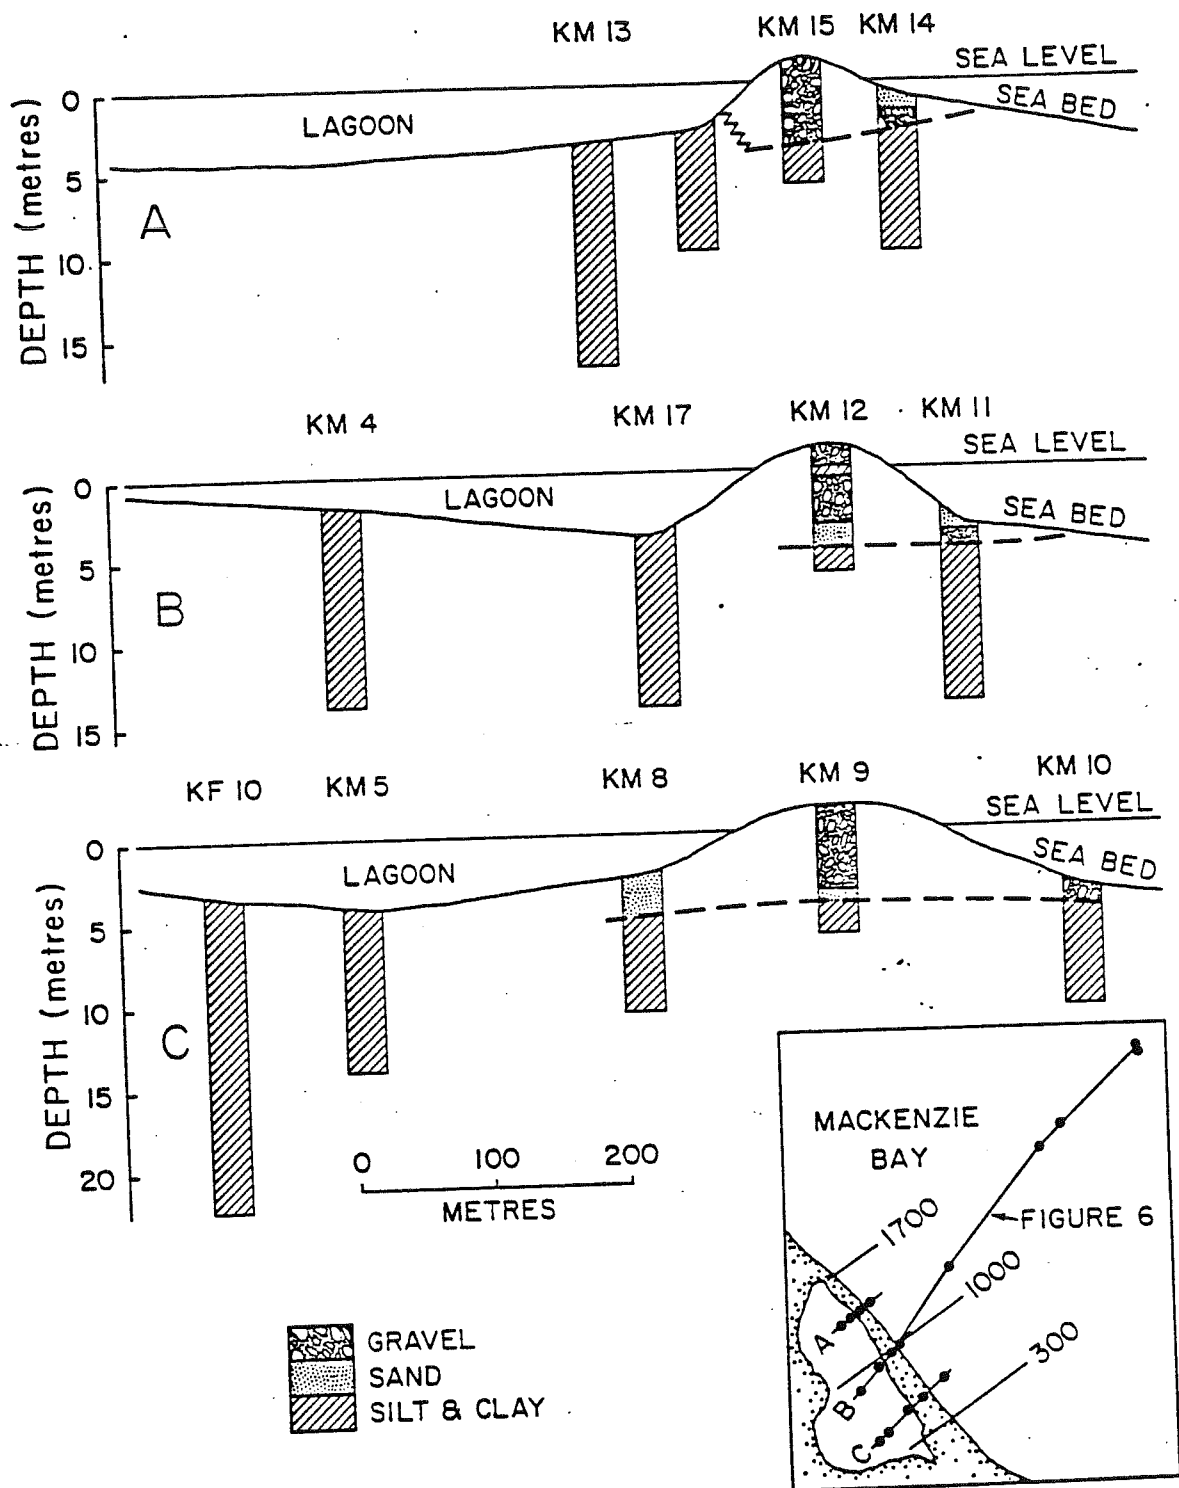 KM 13 KM 15 KM 14
SEA LEVEL
SEA BED
LAGOON
DEPTH (metres)
0
5
10
15
A
KM 4 KM 17 KM 12 KM 11
SEA LEVEL
SEA BED
LAGOON
DEPTH (metres)
0
5
10
15
B
KF 10 KM 5 KM 8 KM 9 KM 10
SEA LEVEL
SEA BED
LAGOON
DEPTH (metres)
0
5
10
15
20
C
0 100 200
METRES
GRAVEL
SAND
SILT & CLAY
MACKENZIE
BAY
FIGURE 6
1700
1000
300
A
B
C